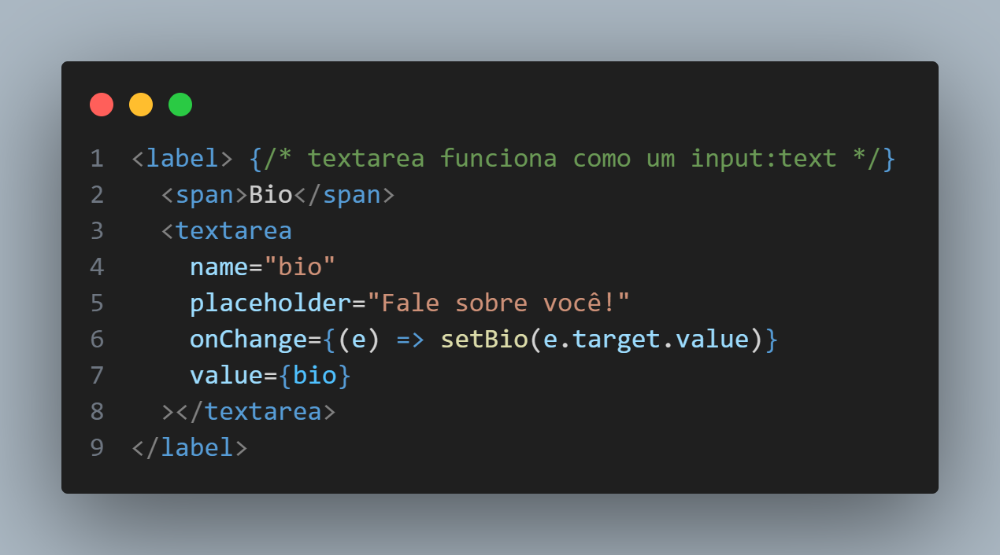 1 <label> {/* textarea funciona como um input:text */}
2   <span>Bio</span>
3   <textarea
4     name="bio"
5     placeholder="Fale sobre você!"
6     onChange={(e) => setBio(e.target.value)}
7     value={bio}
8   ></textarea>
9 </label>